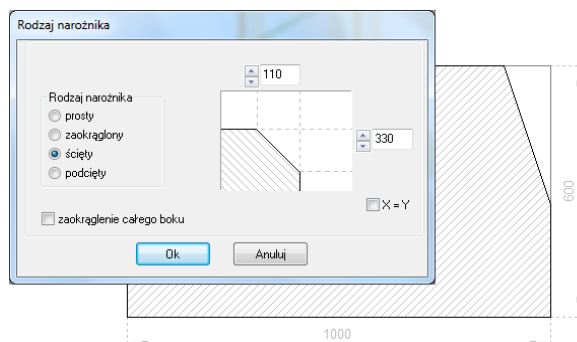 Rodzaj narożnika
110
Rodzaj narożnika
prosty
zaokrąglony
ścięty
podcięty
330
X = Y
zaokrąglenie całego boku
Ok
Anuluj
600
1000